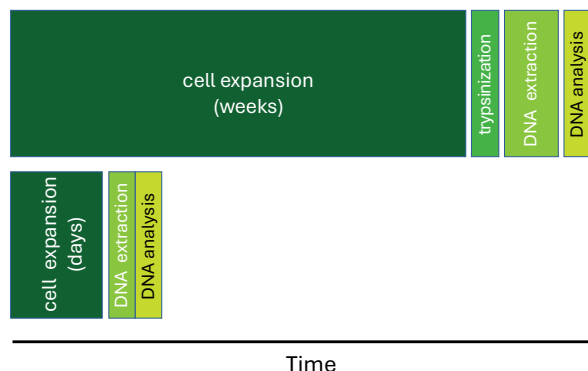 cell expansion
(weeks)
trypsinization
DNA extraction
DNA analysis
cell expansion
(days)
DNA extraction
DNA analysis
Time